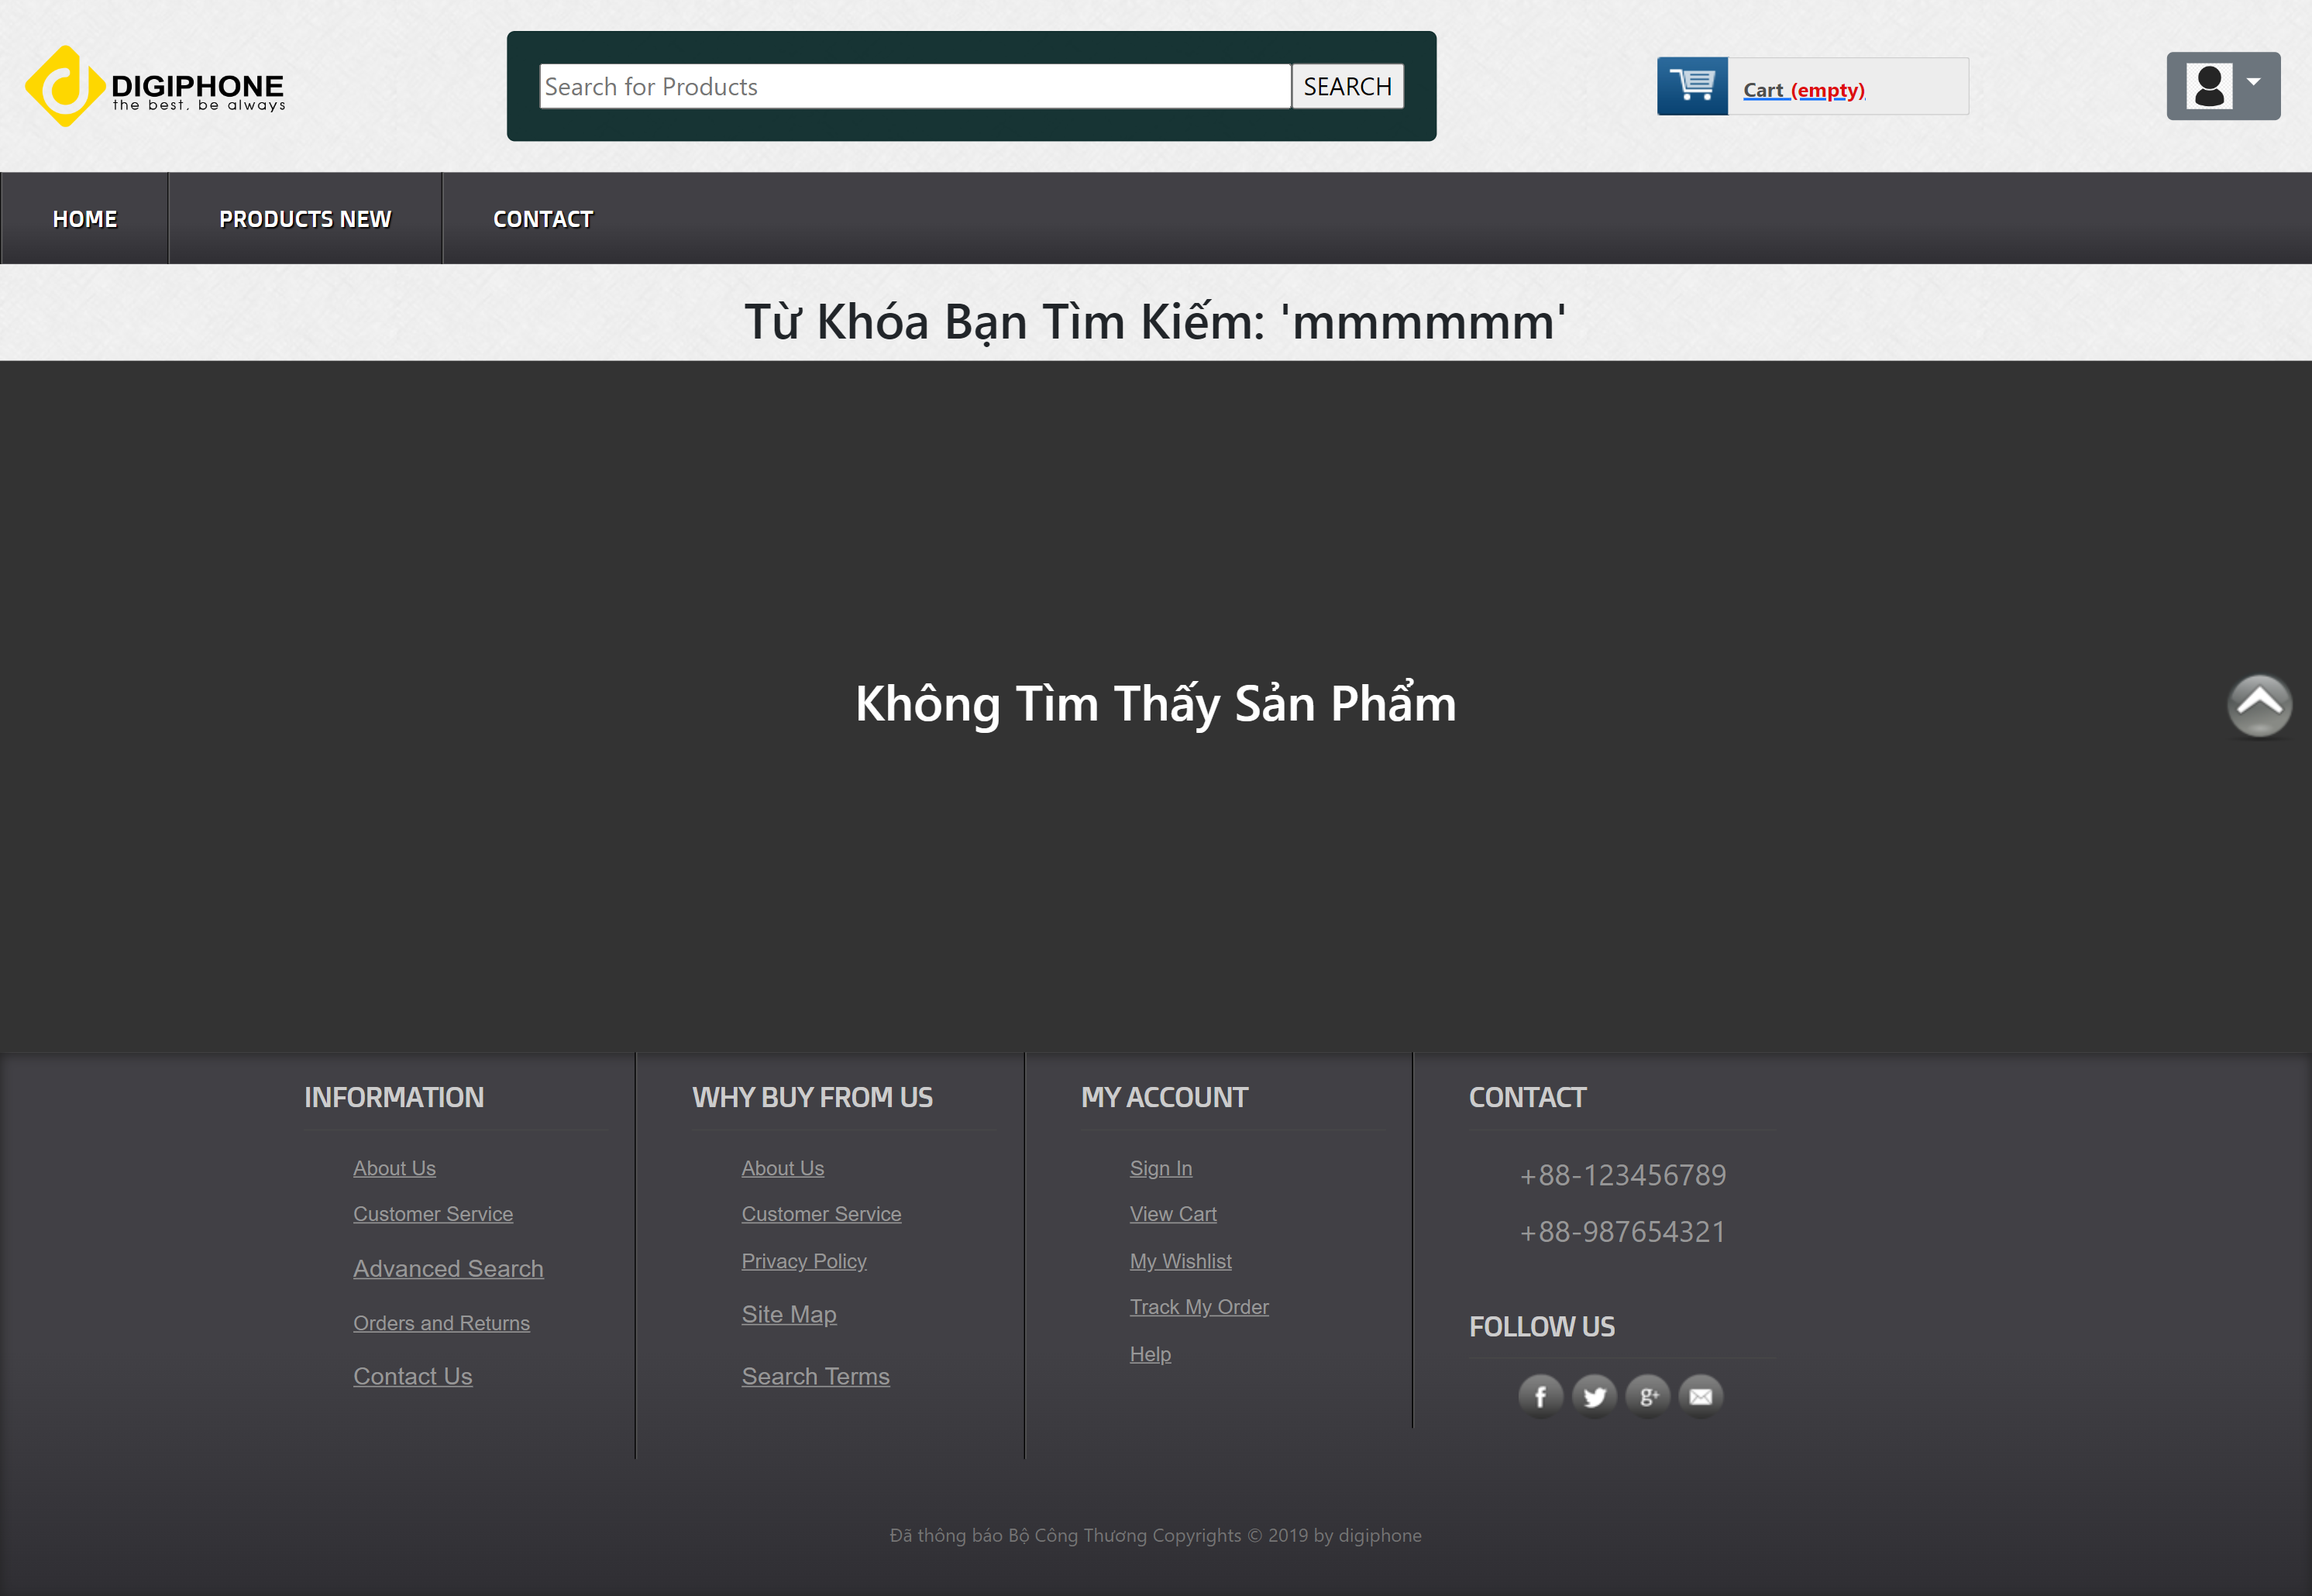 DIGIPHONE
the best, be always
Search for Products
SEARCH
Cart (empty)
HOME
PRODUCTS NEW
CONTACT
Từ Khóa Bạn Tìm Kiếm: 'mmmmmm'
Không Tìm Thấy Sản Phẩm
INFORMATION
About Us
Customer Service
Advanced Search
Orders and Returns
Contact Us
WHY BUY FROM US
About Us
Customer Service
Privacy Policy
Site Map
Search Terms
MY ACCOUNT
Sign In
View Cart
My Wishlist
Track My Order
Help
CONTACT
+88-123456789
+88-987654321
FOLLOW US
Đã thông báo Bộ Công Thương Copyrights © 2019 by digiphone